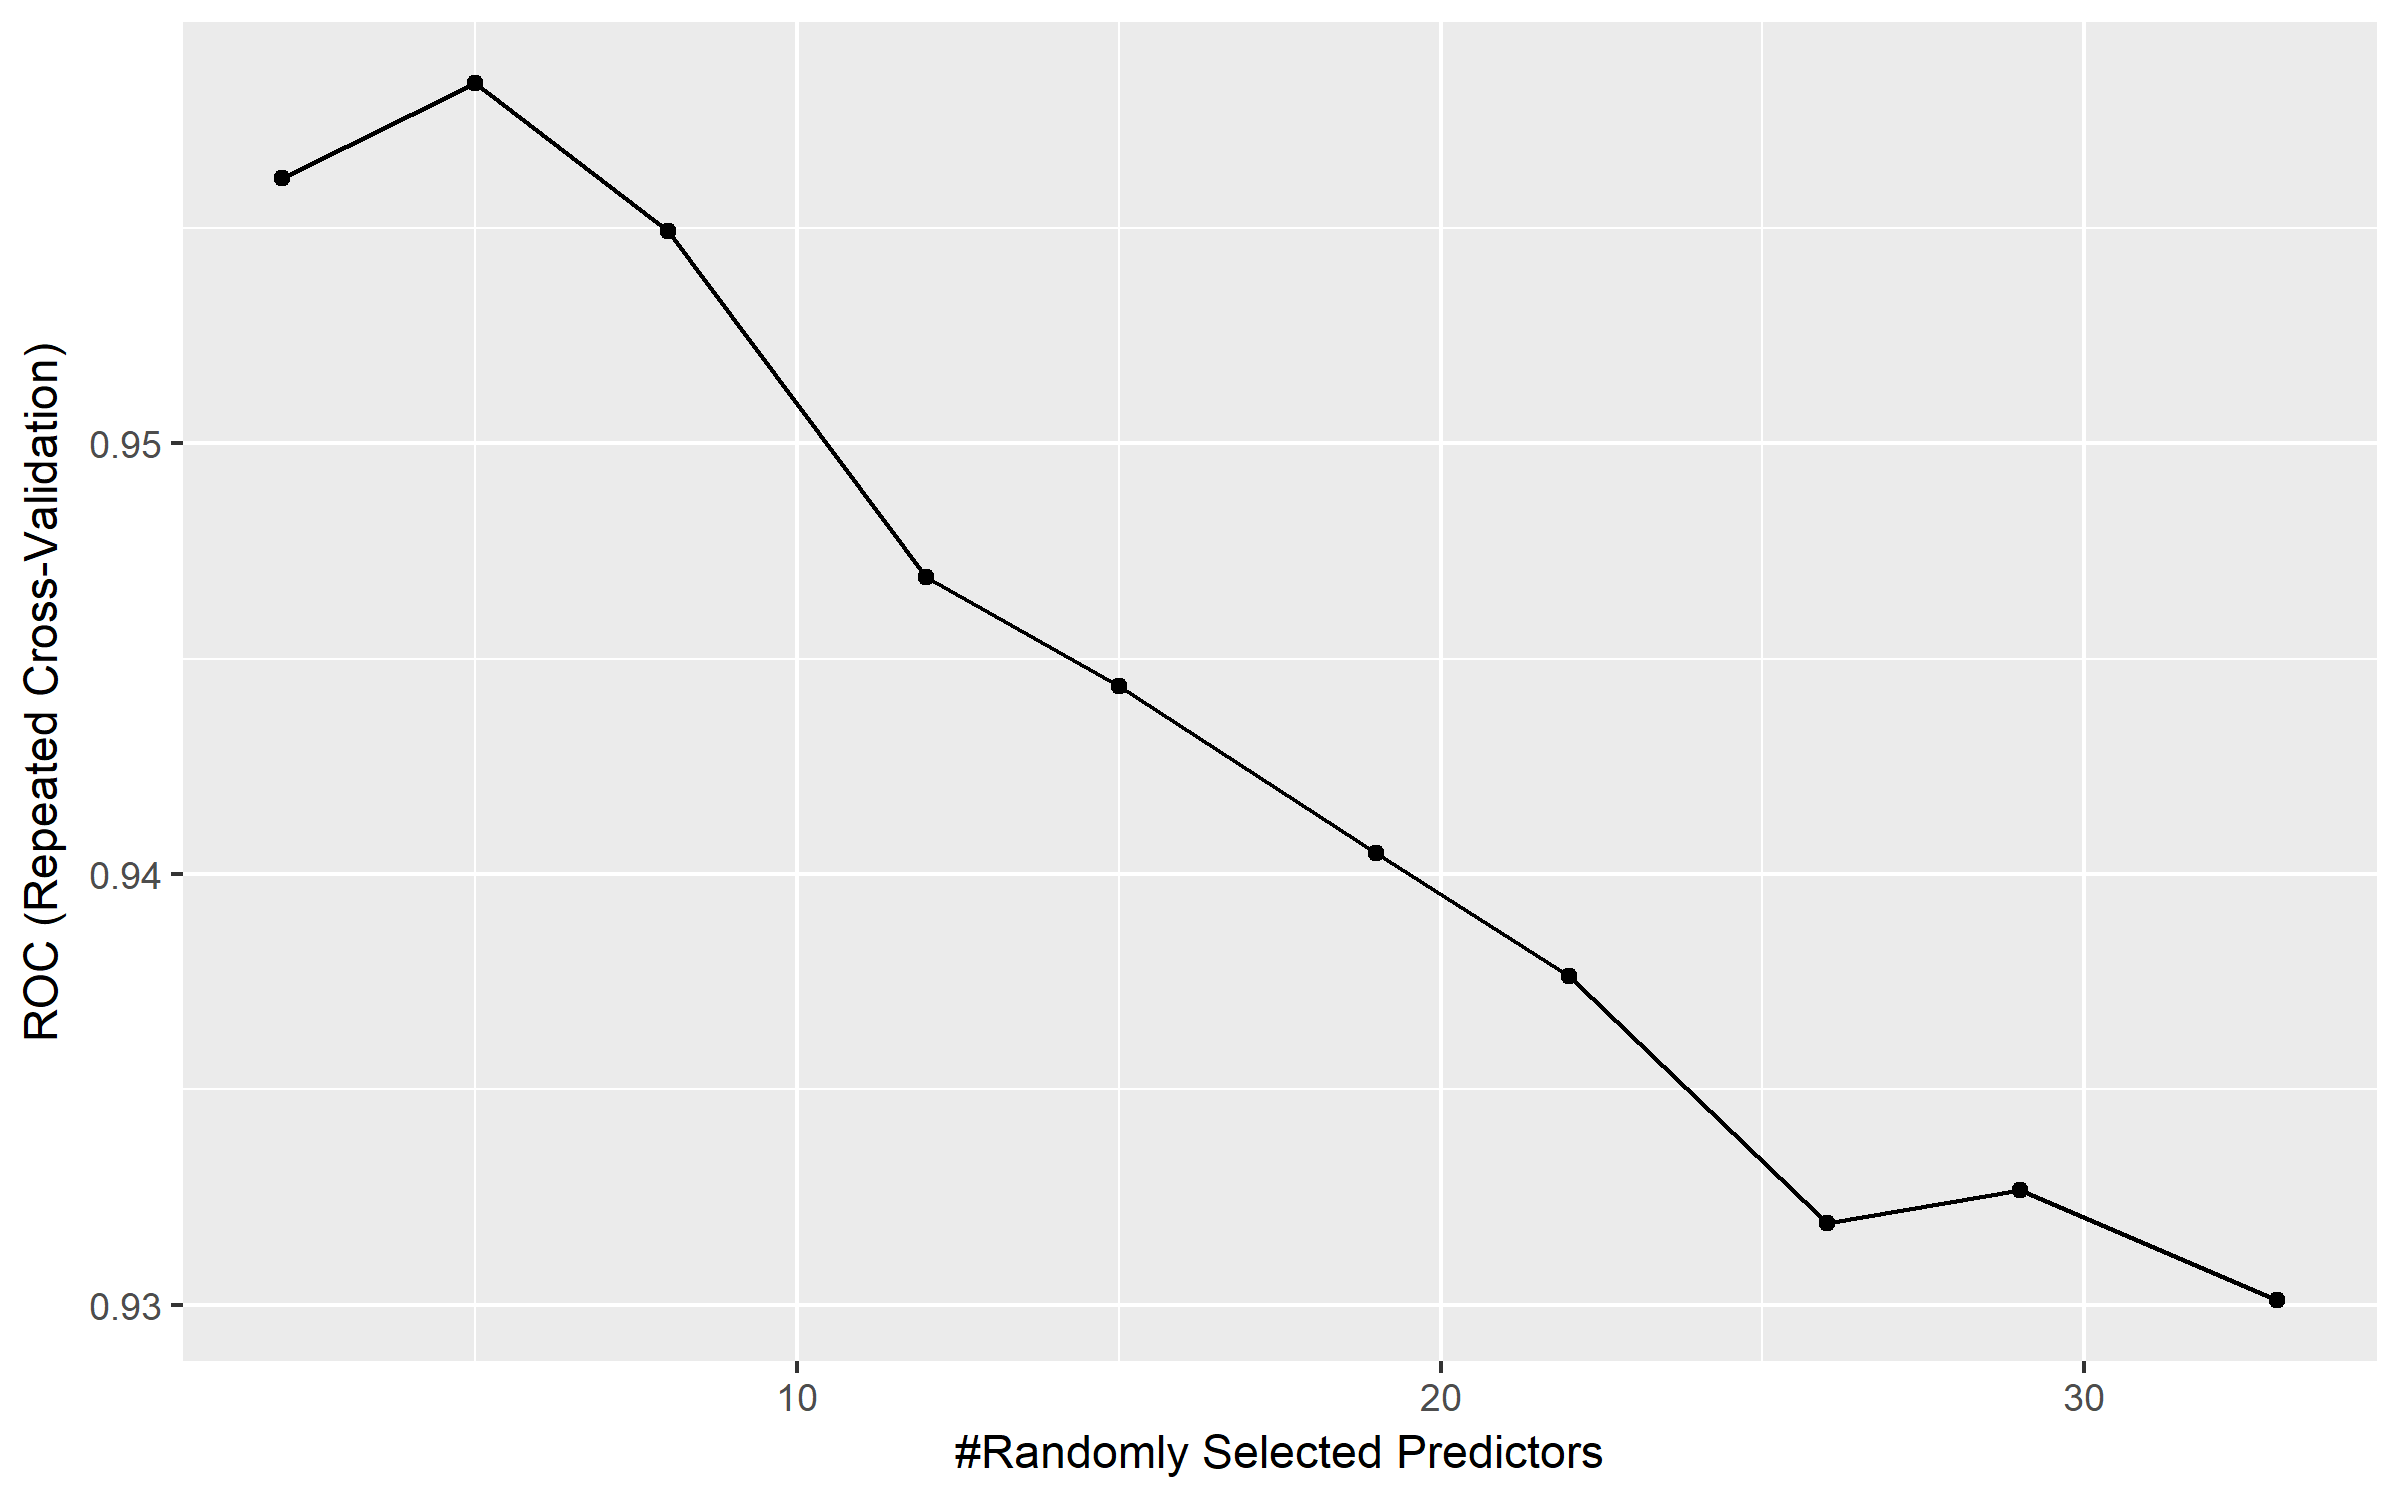 ROC (Repeated Cross-Validation)
0.95
0.94
0.93
10 20 30
#Randomly Selected Predictors